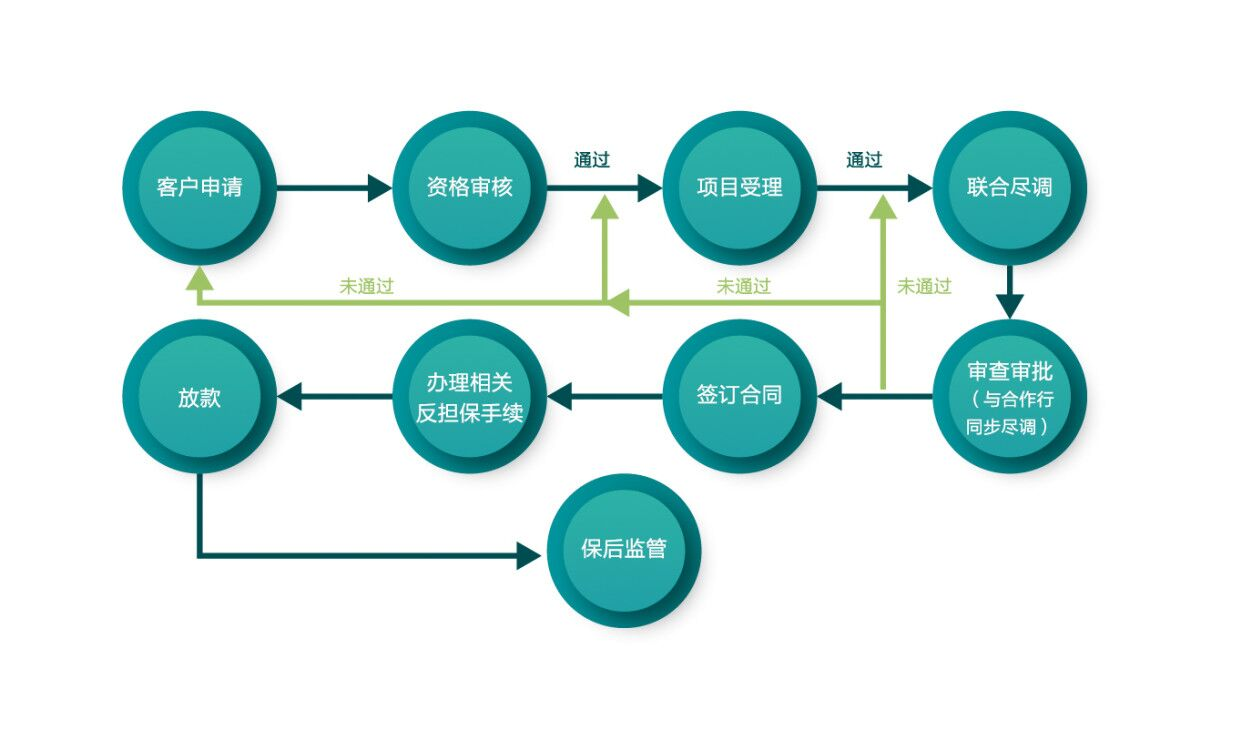 通过
通过
客户申请
资格审核
项目受理
联合尽调
未通过
未通过
未通过
放款
办理相关
反担保手续
签订合同
审查审批
（与合作行
同步尽调）
保后监管